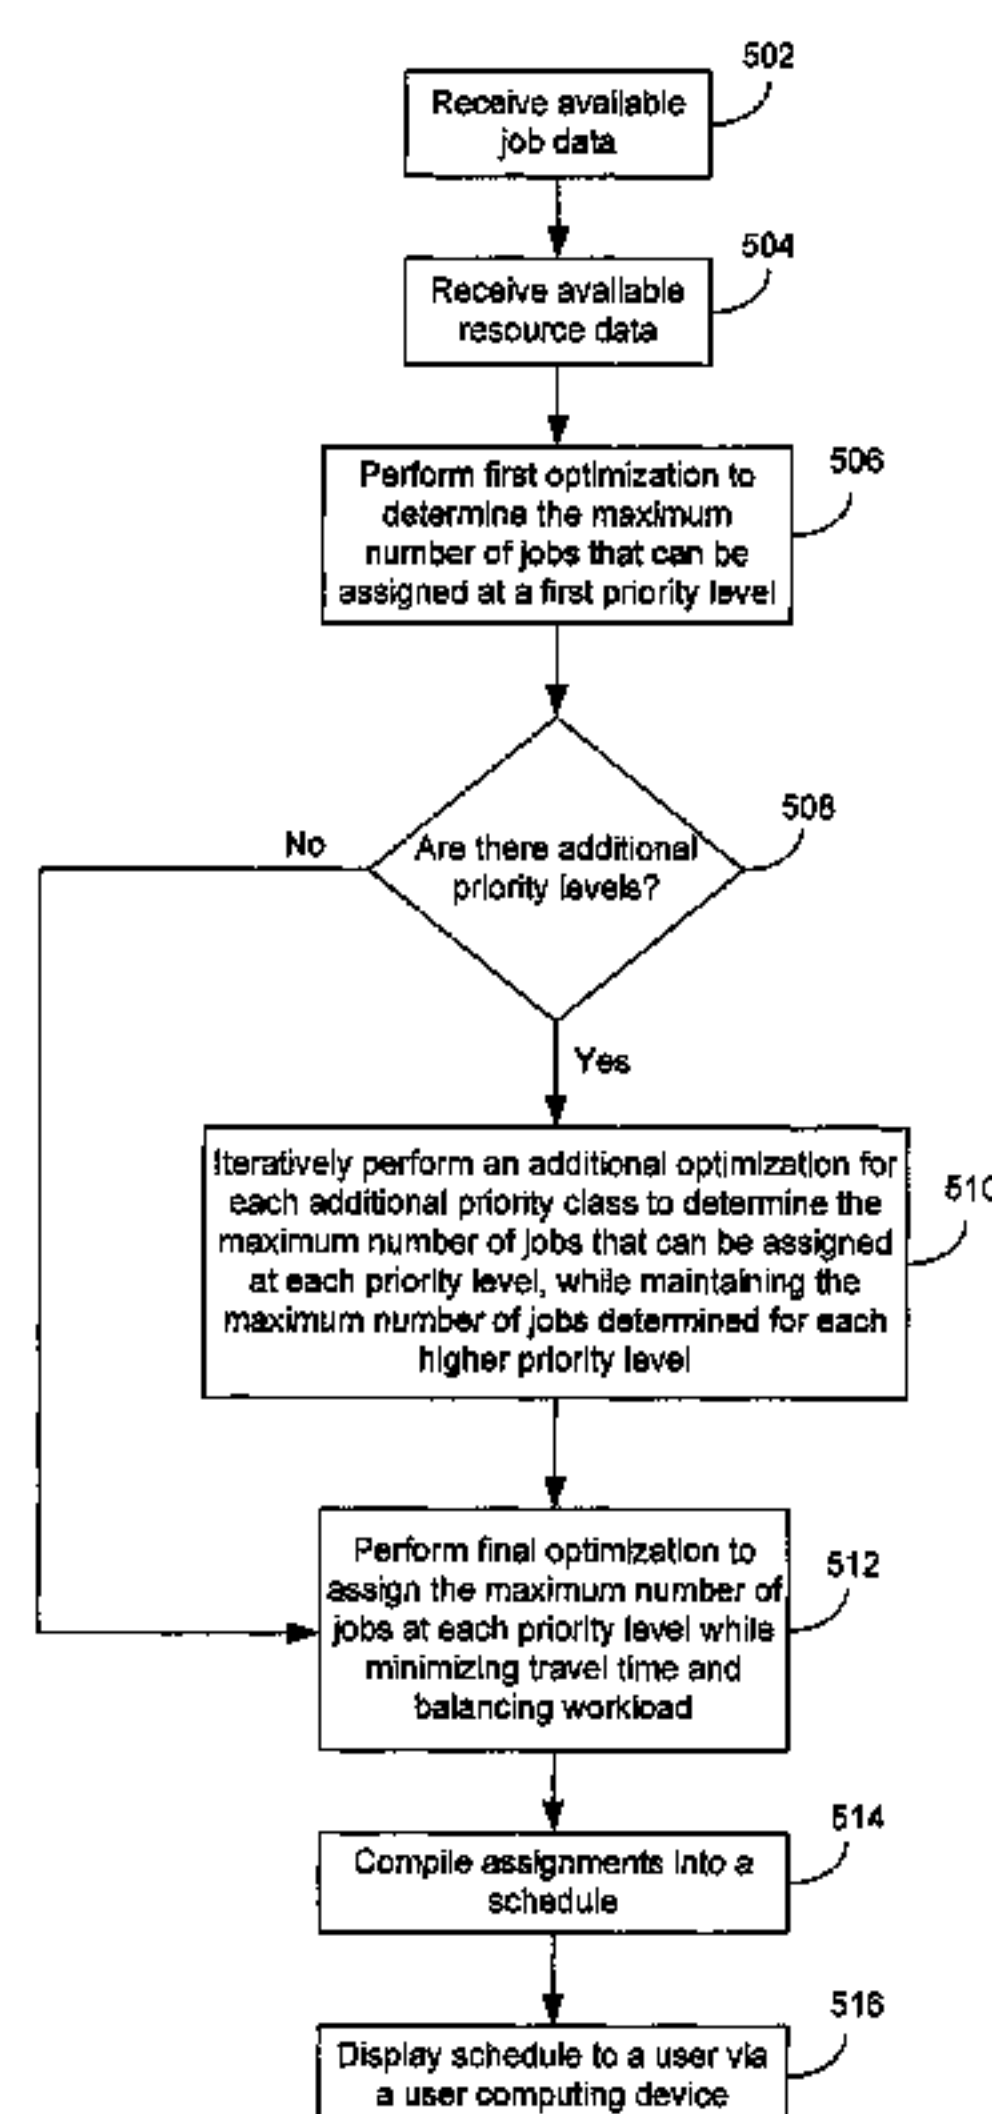 502
Receive available
job data
504
Receive available
resource data
506
Perform first optimization to
determine the maximum
number of jobs that can be
assigned at a first priority level
508
Are there additional
priority levels?
No
Yes
510
Iteratively perform an additional optimization for
each additional priority class to determine the
maximum number of jobs that can be assigned
at each priority level, while maintaining the
maximum number of jobs determined for each
higher priority level
512
Perform final optimization to
assign the maximum number of
jobs at each priority level while
minimizing travel time and
balancing workload
514
Compile assignments into a
schedule
516
Display schedule to a user via
a user computing device